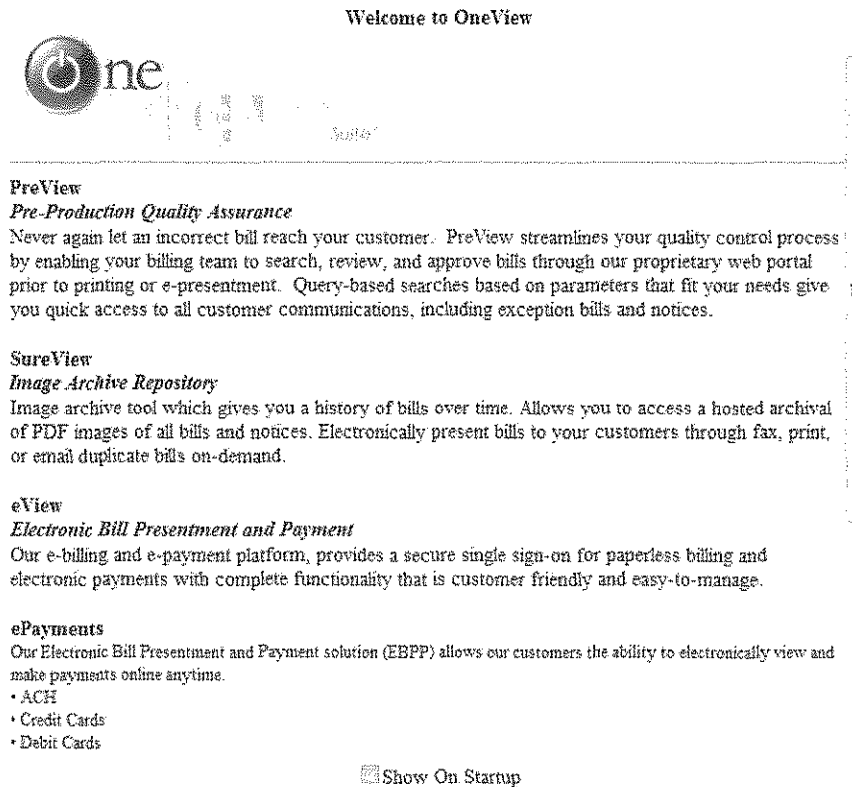 Welcome to OneView
One
Suite
PreView
Pre-Production Quality Assurance
Never again let an incorrect bill reach your customer.  PreView streamlines your quality control process
by enabling your billing team to search, review, and approve bills through our proprietary web portal
prior to printing or e-presentment.  Query-based searches based on parameters that fit your needs give
you quick access to all customer communications, including exception bills and notices.
SureView
Image Archive Repository
Image archive tool which gives you a history of bills over time. Allows you to access a hosted archival
of PDF images of all bills and notices. Electronically present bills to your customers through fax, print,
or email duplicate bills on-demand.
eView
Electronic Bill Presentment and Payment
Our e-billing and e-payment platform, provides a secure single sign-on for paperless billing and
electronic payments with complete functionality that is customer friendly and easy-to-manage.
ePayments
Our Electronic Bill Presentment and Payment solution (EBPP) allows our customers the ability to electronically view and
make payments online anytime.
• ACH
• Credit Cards
• Debit Cards
Show On Startup